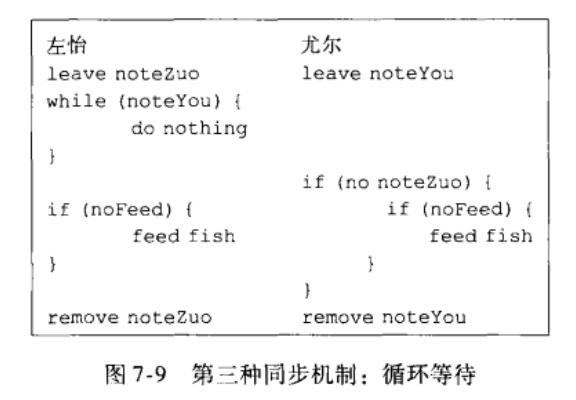 左怡 尤尔
leave noteZuo leave noteYou
while (noteYou) {
do nothing
}
if (no noteZuo) {
if (noFeed) { if (noFeed) {
feed fish feed fish
} }
}
remove noteZuo remove noteYou
图 7-9 第三种同步机制：循环等待